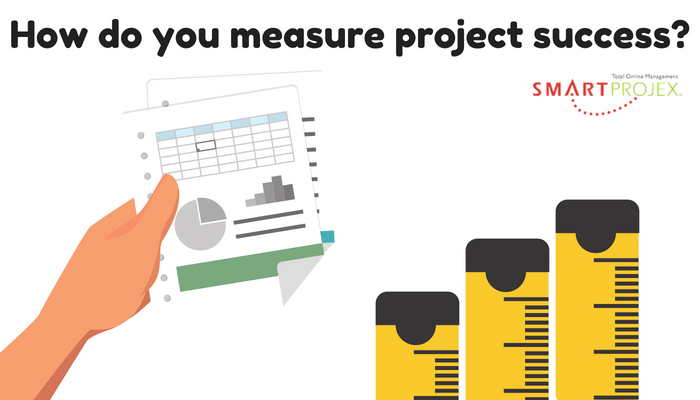 How do you measure project success?
Total Online Management
SMARTPROJEX.